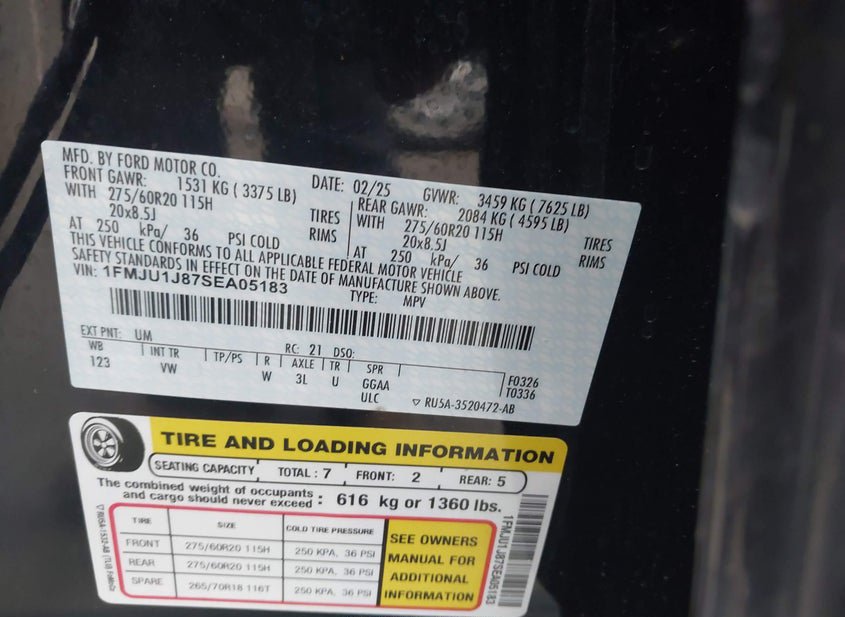 MFD. BY FORD MOTOR CO.
DATE: 02/25 GVWR: 3459 KG ( 7625 LB)
FRONT GAWR: 1531 KG ( 3375 LB) REAR GAWR: 2084 KG ( 4595 LB)
WITH 275/60R20 115H TIRES WITH 275/60R20 115H TIRES
20x8.5J RIMS 20x8.5J RIMS
AT 250 kPa/ 36 PSI COLD AT 250 kPa/ 36 PSI COLD
THIS VEHICLE CONFORMS TO ALL APPLICABLE FEDERAL MOTOR VEHICLE
SAFETY STANDARDS IN EFFECT ON THE DATE OF MANUFACTURE SHOWN ABOVE.
VIN: 1FMJU1J87SEA05183
TYPE: MPV
EXT PNT: UM RC: 21 DSO:
WB INT TR TP/PS R AXLE TR SPR
123 VW W 3L U GGAA
ULC
F0326
T0336
▽ RU5A-3520472-AB
TIRE AND LOADING INFORMATION
SEATING CAPACITY TOTAL : 7 FRONT: 2 REAR: 5
The combined weight of occupants
and cargo should never exceed : 616 kg or 1360 lbs.
TIRE SIZE COLD TIRE PRESSURE
FRONT 275/60R20 115H 250 KPA, 36 PSI
REAR 275/60R20 115H 250 KPA, 36 PSI
SPARE 265/70R18 116T 250 KPA, 36 PSI
SEE OWNERS
MANUAL FOR
ADDITIONAL
INFORMATION
1FMJU1J87SEA05183